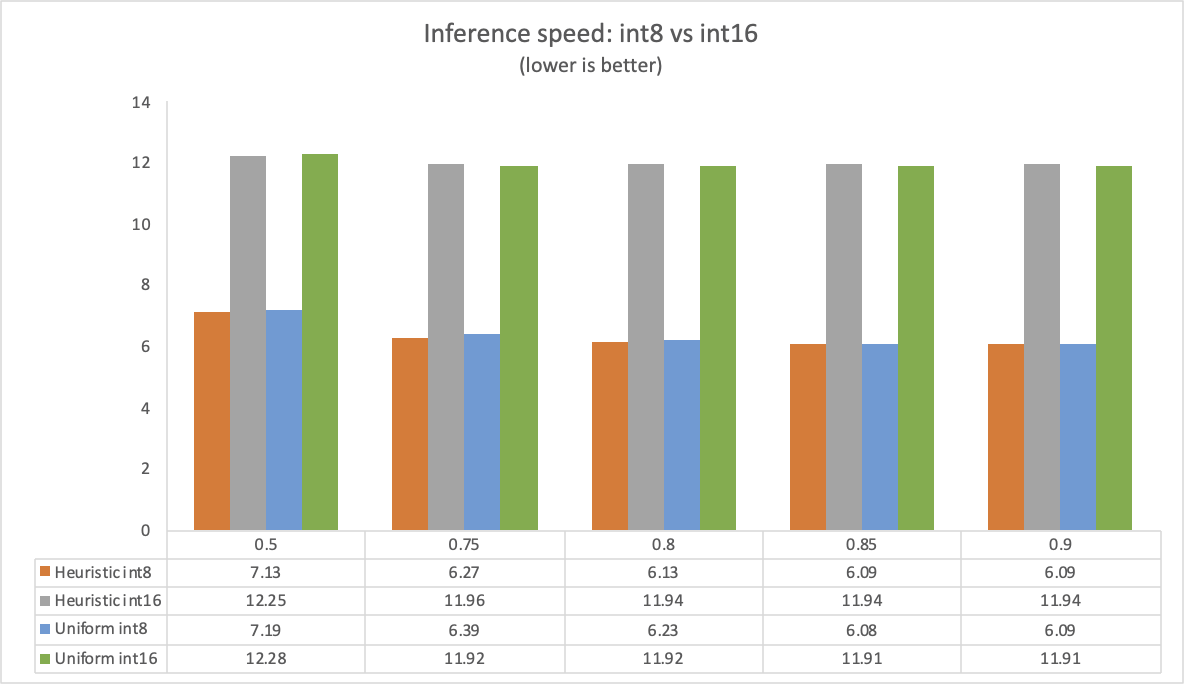 Inference speed: int8 vs int16
(lower is better)
14
12
10
8
6
4
2
0
0.5 0.75 0.8 0.85 0.9
Heuristic int8 7.13 6.27 6.13 6.09 6.09
Heuristic int16 12.25 11.96 11.94 11.94 11.94
Uniform int8 7.19 6.39 6.23 6.08 6.09
Uniform int16 12.28 11.92 11.92 11.91 11.91